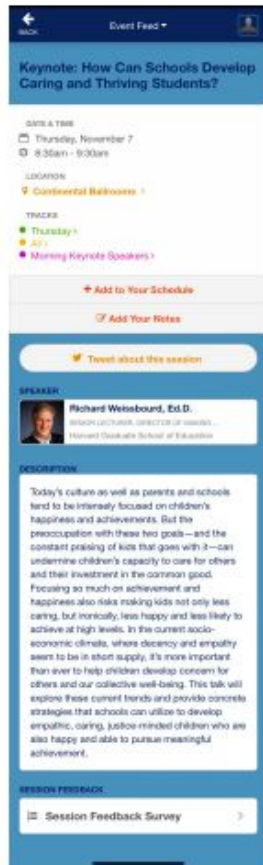 BACK
Event Feed
Keynote: How Can Schools Develop
Caring and Thriving Students?
DATE & TIME
Thursday, November 7
8:30am - 9:30am
LOCATION
Continental Ballrooms >
TRACKS
Thursday >
All >
Morning Keynote Speakers >
+ Add to Your Schedule
Add Your Notes
Tweet about this session
SPEAKER
Richard Weissbourd, Ed.D.
SENIOR LECTURER, DIRECTOR OF
Harvard Graduate School of Education
DESCRIPTION
Today's culture as well as parents and schools
tend to be intensely focused on children's
happiness and achievements. But the
preoccupation with these two goals—and the
constant praising of kids that goes with it—can
undermine children's capacity to care for others
and their investment in the common good.
Focusing so much on achievement and
happiness also risks making kids not only less
caring, but ironically, less happy and less likely to
achieve at high levels. In the current socio-
economic climate, where decency and empathy
seem to be in short supply, it's more important
than ever to help children develop concern for
others and our collective well-being. This talk will
explore these current trends and provide concrete
strategies that schools can utilize to develop
empathic, caring, justice-minded children who are
also happy and able to pursue meaningful
achievement.
SESSION FEEDBACK
Session Feedback Survey >